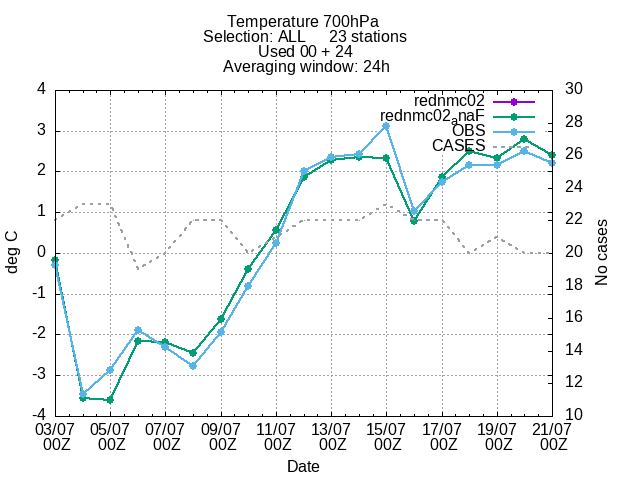 Temperature 700hPa
Selection: ALL 23 stations
Used 00 + 24
Averaging window: 24h
rednmc02
rednmc02anaF
OBS
CASES
4
3
2
1
0
-1
-2
-3
-4
deg C
30
28
26
24
22
20
18
16
14
12
10
No cases
03/07 05/07 07/07 09/07 11/07 13/07 15/07 17/07 19/07 21/07
00Z 00Z 00Z 00Z 00Z 00Z 00Z 00Z 00Z 00Z
Date